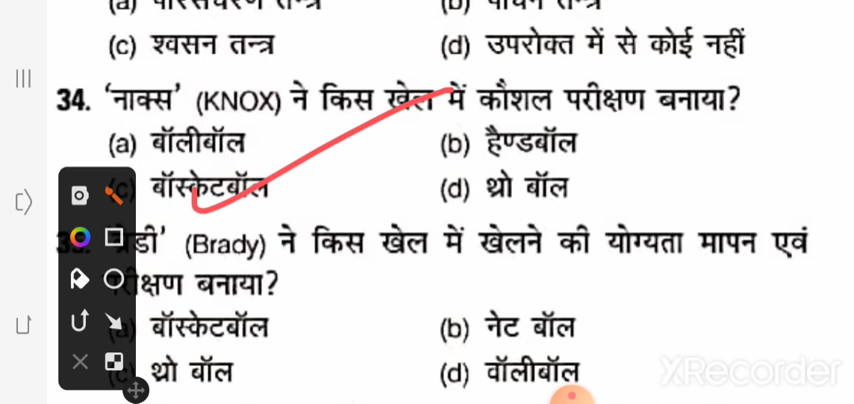 (c) श्वसन तन्त्र (d) उपरोक्त में से कोई नहीं
34. 'नाक्स' (KNOX) ने किस खेल में कौशल परीक्षण बनाया?
(a) बॉलीबॉल (b) हैण्डबॉल
बॉस्केटबॉल (d) थ्रो बॉल
(Brady) ने किस खेल में खेलने की योग्यता मापन एवं
बनाया?
बॉस्केटबॉल (b) नेट बॉल
थ्रो बॉल (d) वॉलीबॉल
XRecorder